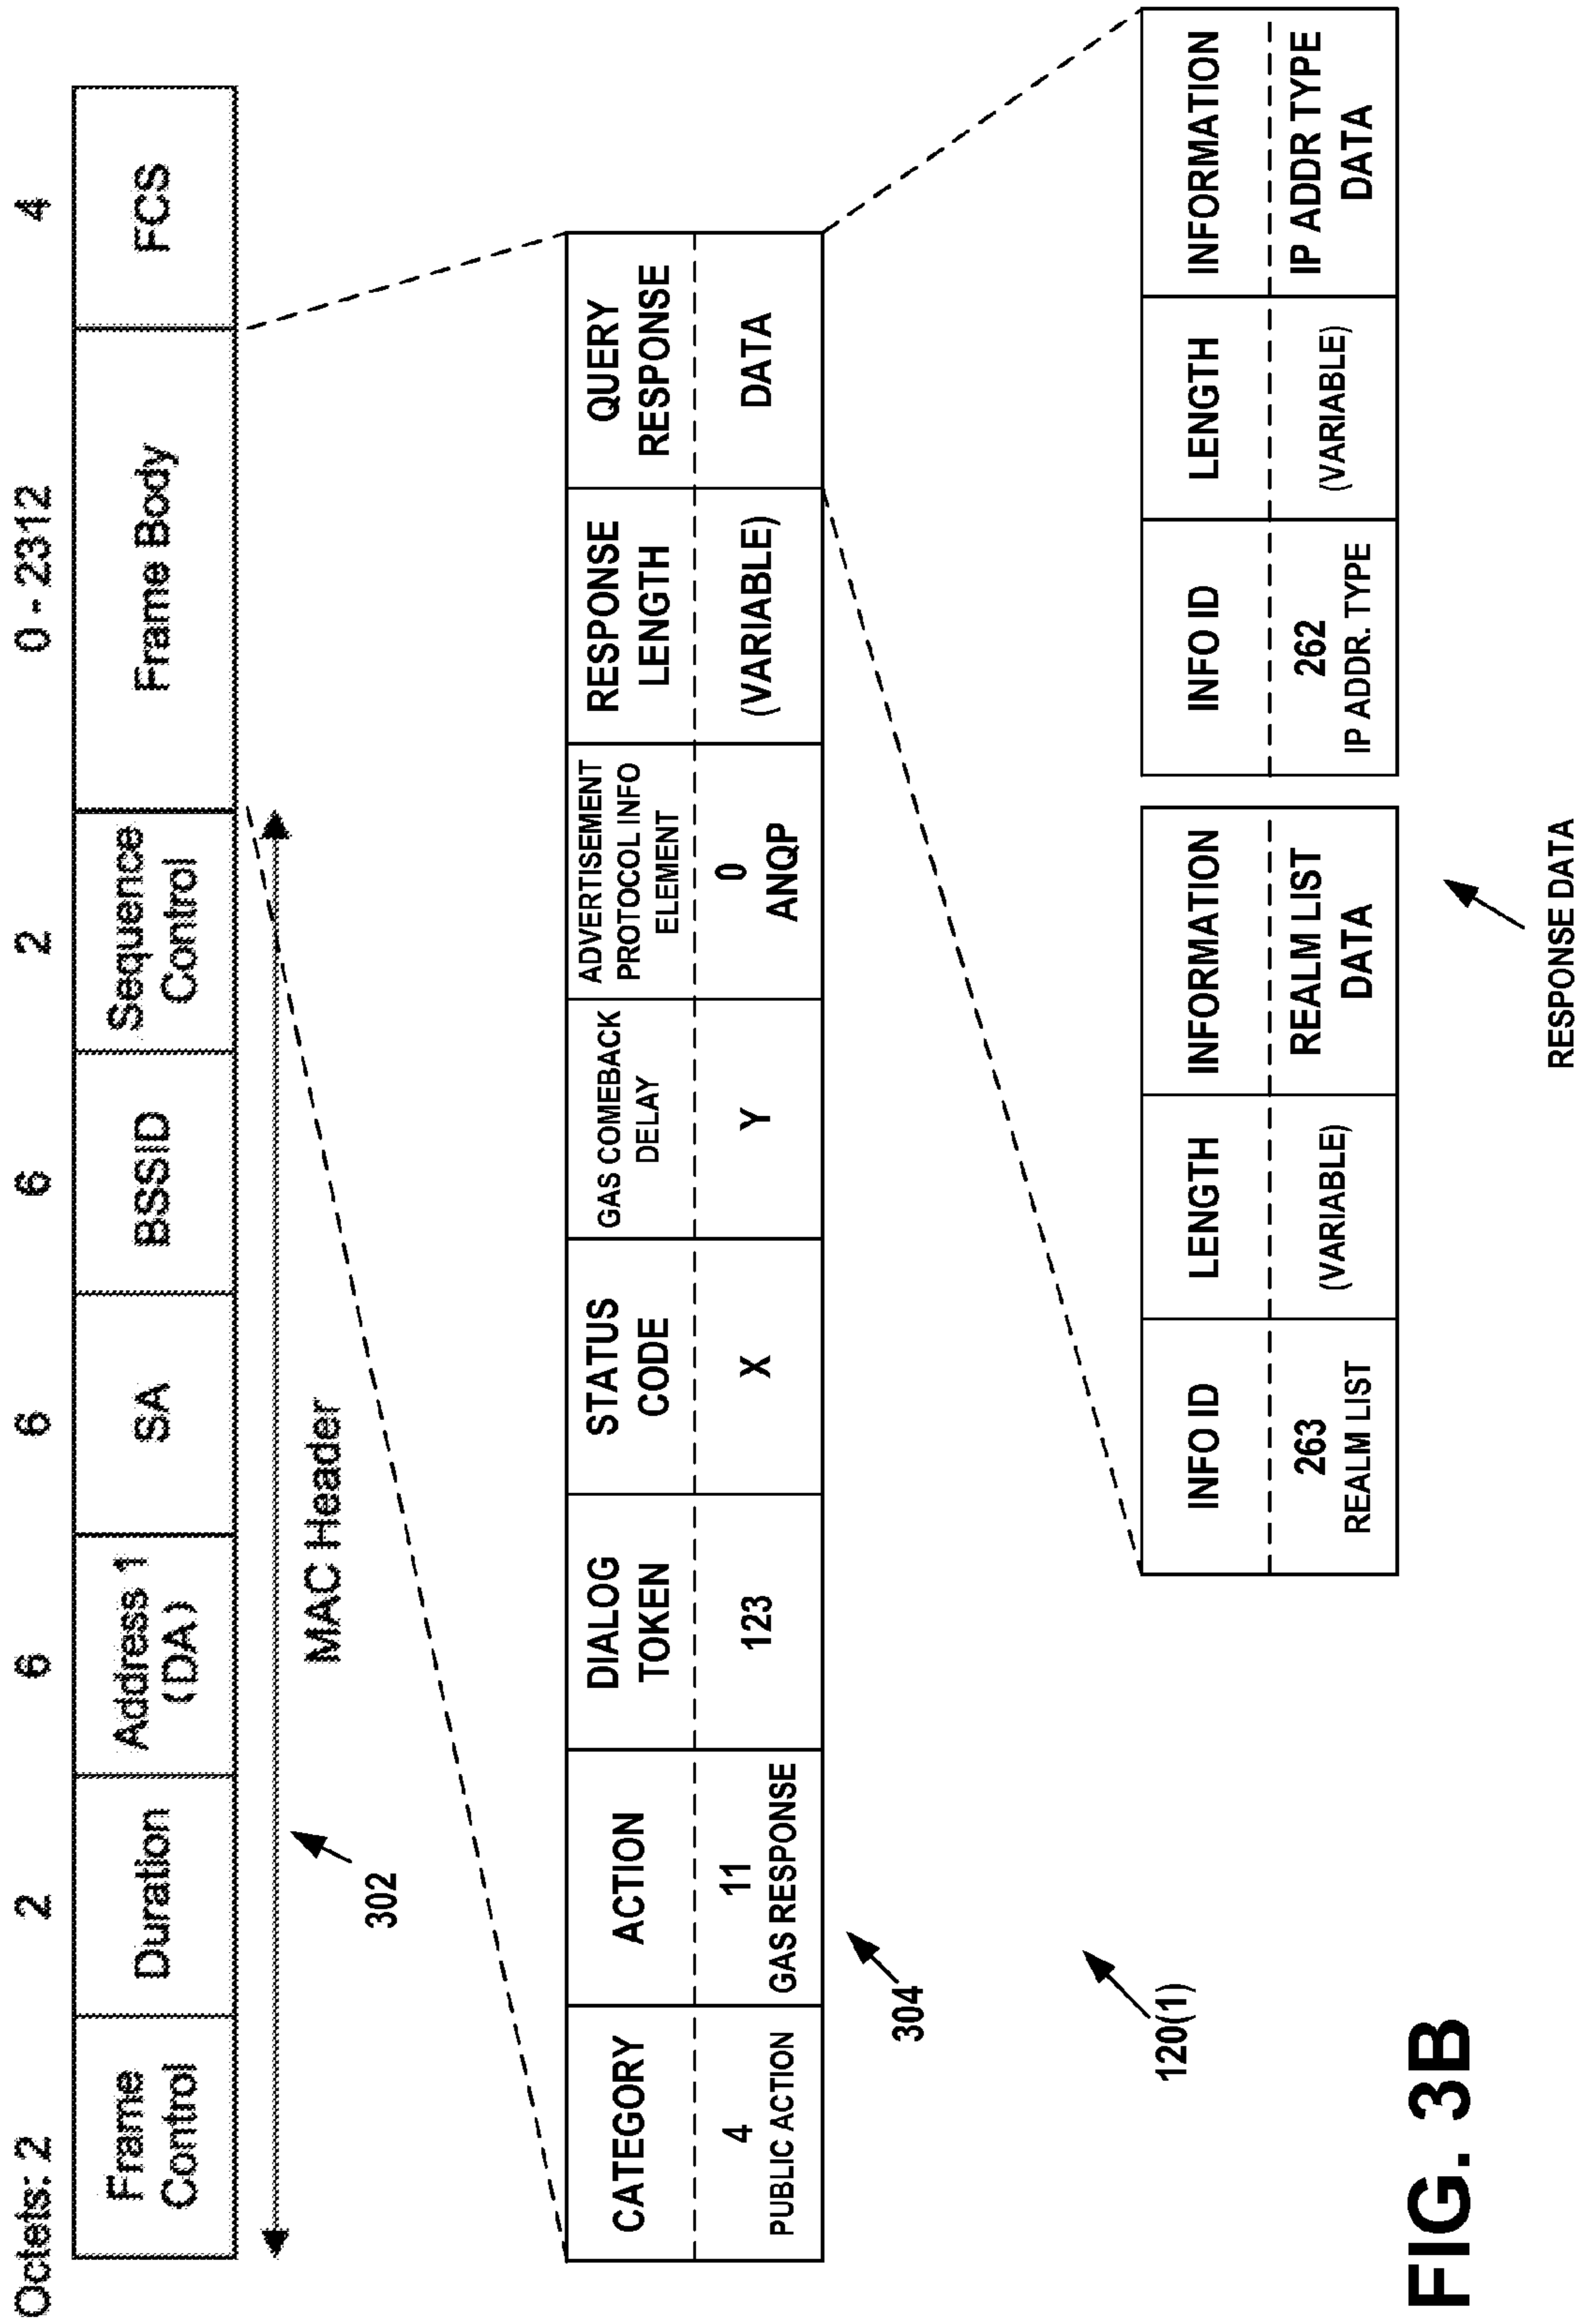 Octets: 2 2 6 6 6 2 0 - 2312 4
Frame Control
Duration
Address 1 (DA)
SA
BSSID
Sequence Control
Frame Body
FCS
MAC Header
302
CATEGORY
4
PUBLIC ACTION
ACTION
11
GAS RESPONSE
DIALOG
TOKEN
123
STATUS
CODE
X
GAS COMEBACK
DELAY
Y
ADVERTISEMENT
PROTOCOL INFO
ELEMENT
0
ANQP
RESPONSE
LENGTH
(VARIABLE)
QUERY
RESPONSE
DATA
304
120(1)
INFO ID
263
REALM LIST
LENGTH
(VARIABLE)
INFORMATION
REALM LIST
DATA
INFO ID
262
IP ADDR. TYPE
LENGTH
(VARIABLE)
INFORMATION
IP ADDR TYPE
DATA
RESPONSE DATA
FIG. 3B